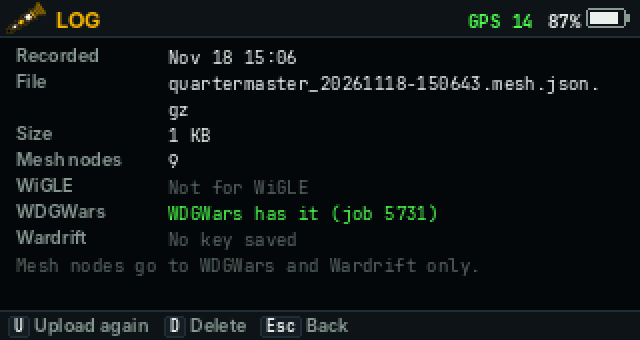 LOG GPS 14 87%
Recorded Nov 18 15:06
File quartermaster_20261118-150643.mesh.json.
gz
Size 1 KB
Mesh nodes 9
WiGLE Not for WiGLE
WDGWars WDGWars has it (job 5731)
Wardrift No key saved
Mesh nodes go to WDGWars and Wardrift only.
U Upload again D Delete Esc Back